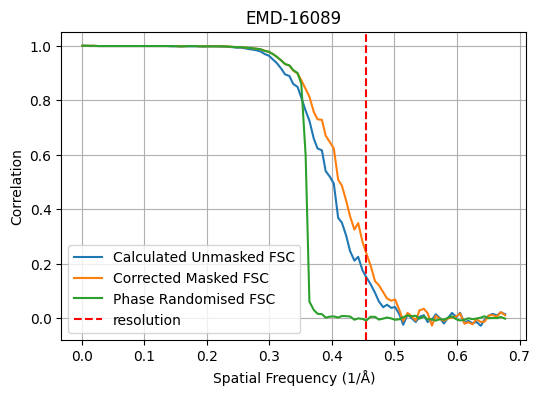 EMD-16089
1.0
0.8
0.6
0.4
0.2
0.0
Correlation
Calculated Unmasked FSC
Corrected Masked FSC
Phase Randomised FSC
resolution
0.0 0.1 0.2 0.3 0.4 0.5 0.6 0.7
Spatial Frequency (1/Å)